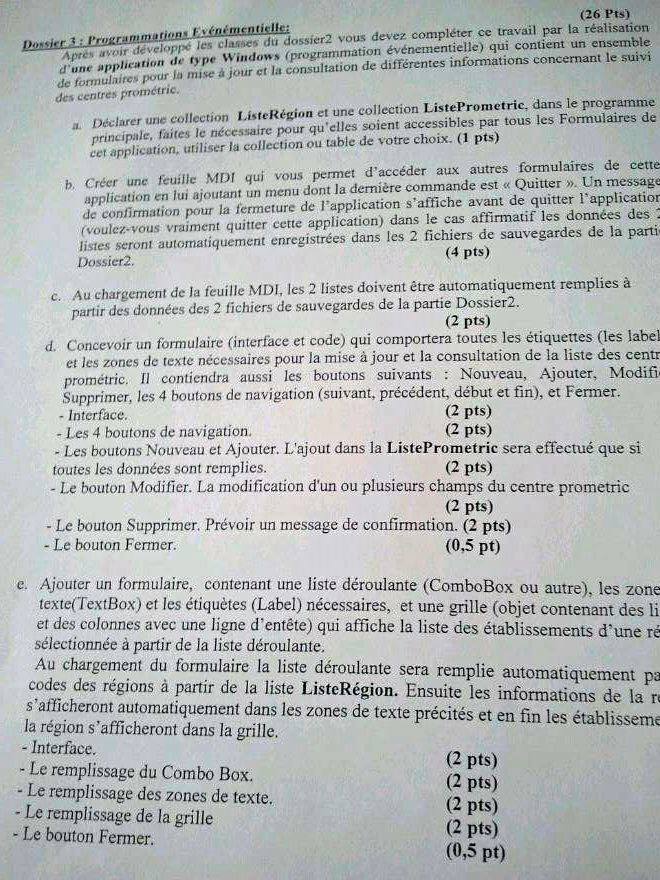 (26 Pts)
Dossier 3 : Programmations Evénémentielle:
Après avoir développé les classes du dossier2 vous devez compléter ce travail par la réalisation
d'une application de type Windows (programmation événementielle) qui contient un ensemble
de formulaires pour la mise à jour et la consultation de différentes informations concernant le suivi
des centres prométric.
a. Déclarer une collection ListeRégion et une collection ListePrometric, dans le programme
principale, faites le nécessaire pour qu'elles soient accessibles par tous les Formulaires de
cet application, utiliser la collection ou table de votre choix. (1 pts)
b. Créer une feuille MDI qui vous permet d'accéder aux autres formulaires de cette
application en lui ajoutant un menu dont la dernière commande est « Quitter ». Un message
de confirmation pour la fermeture de l'application s'affiche avant de quitter l'application
(voulez-vous vraiment quitter cette application) dans le cas affirmatif les données des 2
listes seront automatiquement enregistrées dans les 2 fichiers de sauvegardes de la parti
Dossier2. (4 pts)
c. Au chargement de la feuille MDI, les 2 listes doivent être automatiquement remplies à
partir des données des 2 fichiers de sauvegardes de la partie Dossier2.
(2 pts)
d. Concevoir un formulaire (interface et code) qui comportera toutes les étiquettes (les label
et les zones de texte nécessaires pour la mise à jour et la consultation de la liste des centr
prométric. Il contiendra aussi les boutons suivants : Nouveau, Ajouter, Modifi
Supprimer, les 4 boutons de navigation (suivant, précédent, début et fin), et Fermer.
- Interface. (2 pts)
- Les 4 boutons de navigation. (2 pts)
- Les boutons Nouveau et Ajouter. L'ajout dans la ListePrometric sera effectué que si
toutes les données sont remplies. (2 pts)
- Le bouton Modifier. La modification d'un ou plusieurs champs du centre prometric
(2 pts)
- Le bouton Supprimer. Prévoir un message de confirmation. (2 pts)
- Le bouton Fermer. (0,5 pt)
e. Ajouter un formulaire, contenant une liste déroulante (ComboBox ou autre), les zone
texte(TextBox) et les étiquètes (Label) nécessaires, et une grille (objet contenant des li
et des colonnes avec une ligne d'entête) qui affiche la liste des établissements d'une ré
sélectionnée à partir de la liste déroulante.
Au chargement du formulaire la liste déroulante sera remplie automatiquement pa
codes des régions à partir de la liste ListeRégion. Ensuite les informations de la r
s'afficheront automatiquement dans les zones de texte précités et en fin les établisseme
la région s'afficheront dans la grille.
- Interface. (2 pts)
- Le remplissage du Combo Box. (2 pts)
- Le remplissage des zones de texte. (2 pts)
- Le remplissage de la grille (2 pts)
- Le bouton Fermer. (0,5 pt)